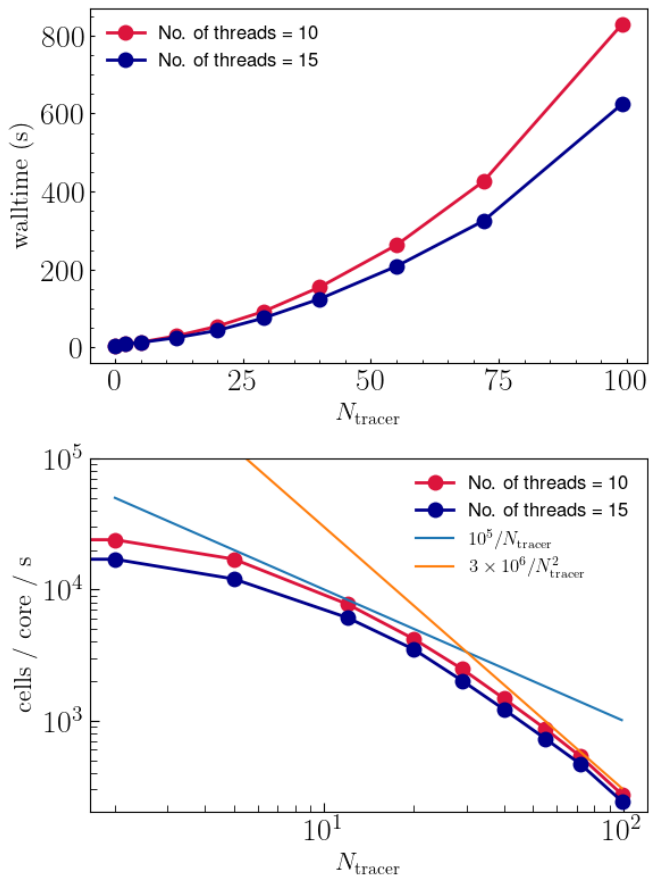 800
600
400
200
0
walltime (s)
No. of threads = 10
No. of threads = 15
0 25 50 75 100
N_tracer
10^5
10^4
10^3
cells / core / s
No. of threads = 10
No. of threads = 15
10^5/N_tracer
3 × 10^6/N^2_tracer
10^1 10^2
N_tracer